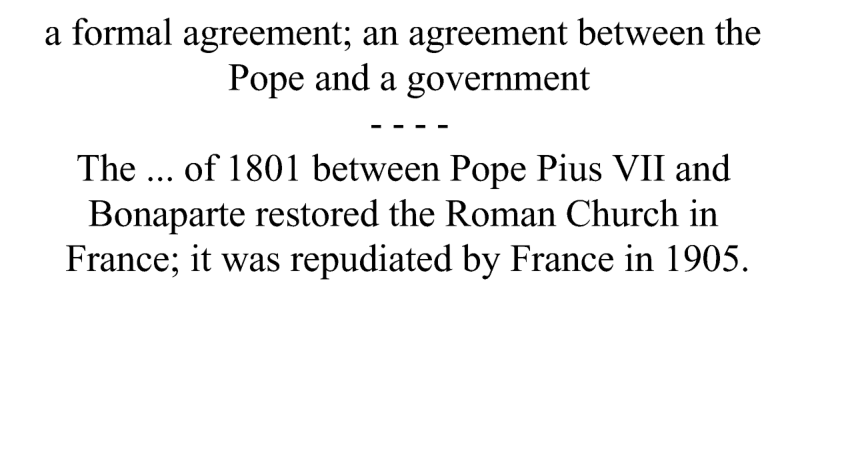 a formal agreement; an agreement between the
Pope and a government
- - - -
The ... of 1801 between Pope Pius VII and
Bonaparte restored the Roman Church in
France; it was repudiated by France in 1905.